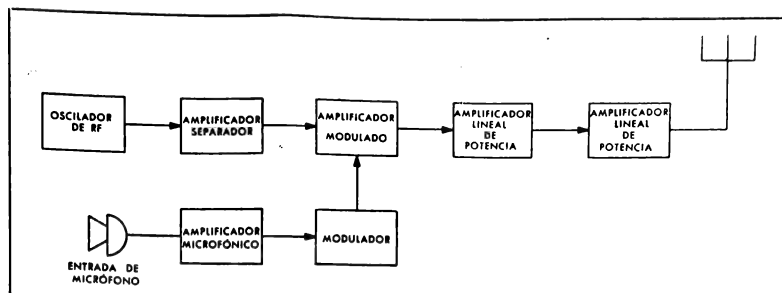 OSCILADOR
DE RF
AMPLIFICADOR
SEPARADOR
AMPLIFICADOR
MODULADO
AMPLIFICADOR
LINEAL
DE
POTENCIA
AMPLIFICADOR
LINEAL
DE
POTENCIA
ENTRADA DE
MICRÓFONO
AMPLIFICADOR
MICROFÓNICO
MODULADOR